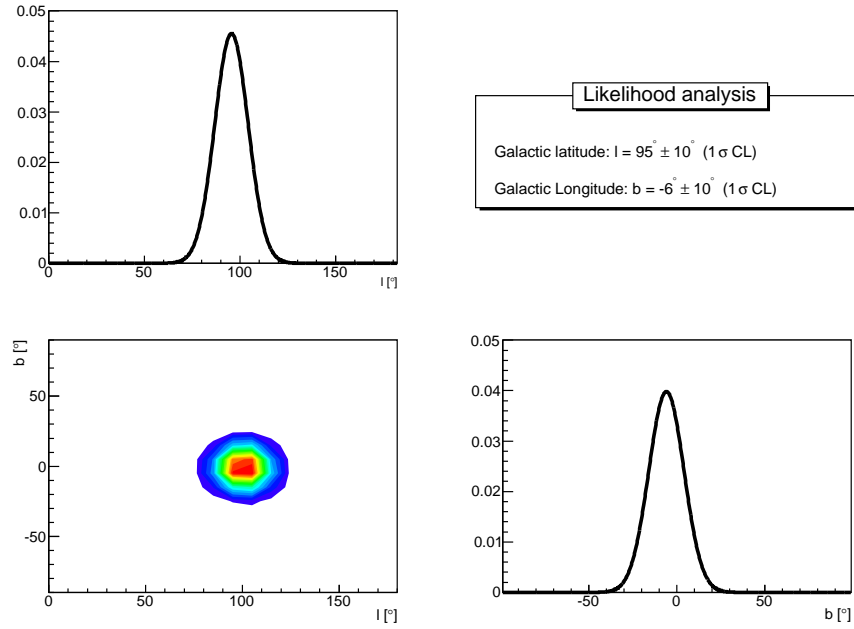 0.05
0.04
0.03
0.02
0.01
0
0 50 100 150
l [°]
Likelihood analysis
Galactic latitude: l = 95° ± 10° (1 σ CL)
Galactic Longitude: b = -6° ± 10° (1 σ CL)
b [°]
50
0
-50
0 50 100 150
l [°]
0.05
0.04
0.03
0.02
0.01
0
-50 0 50
b [°]